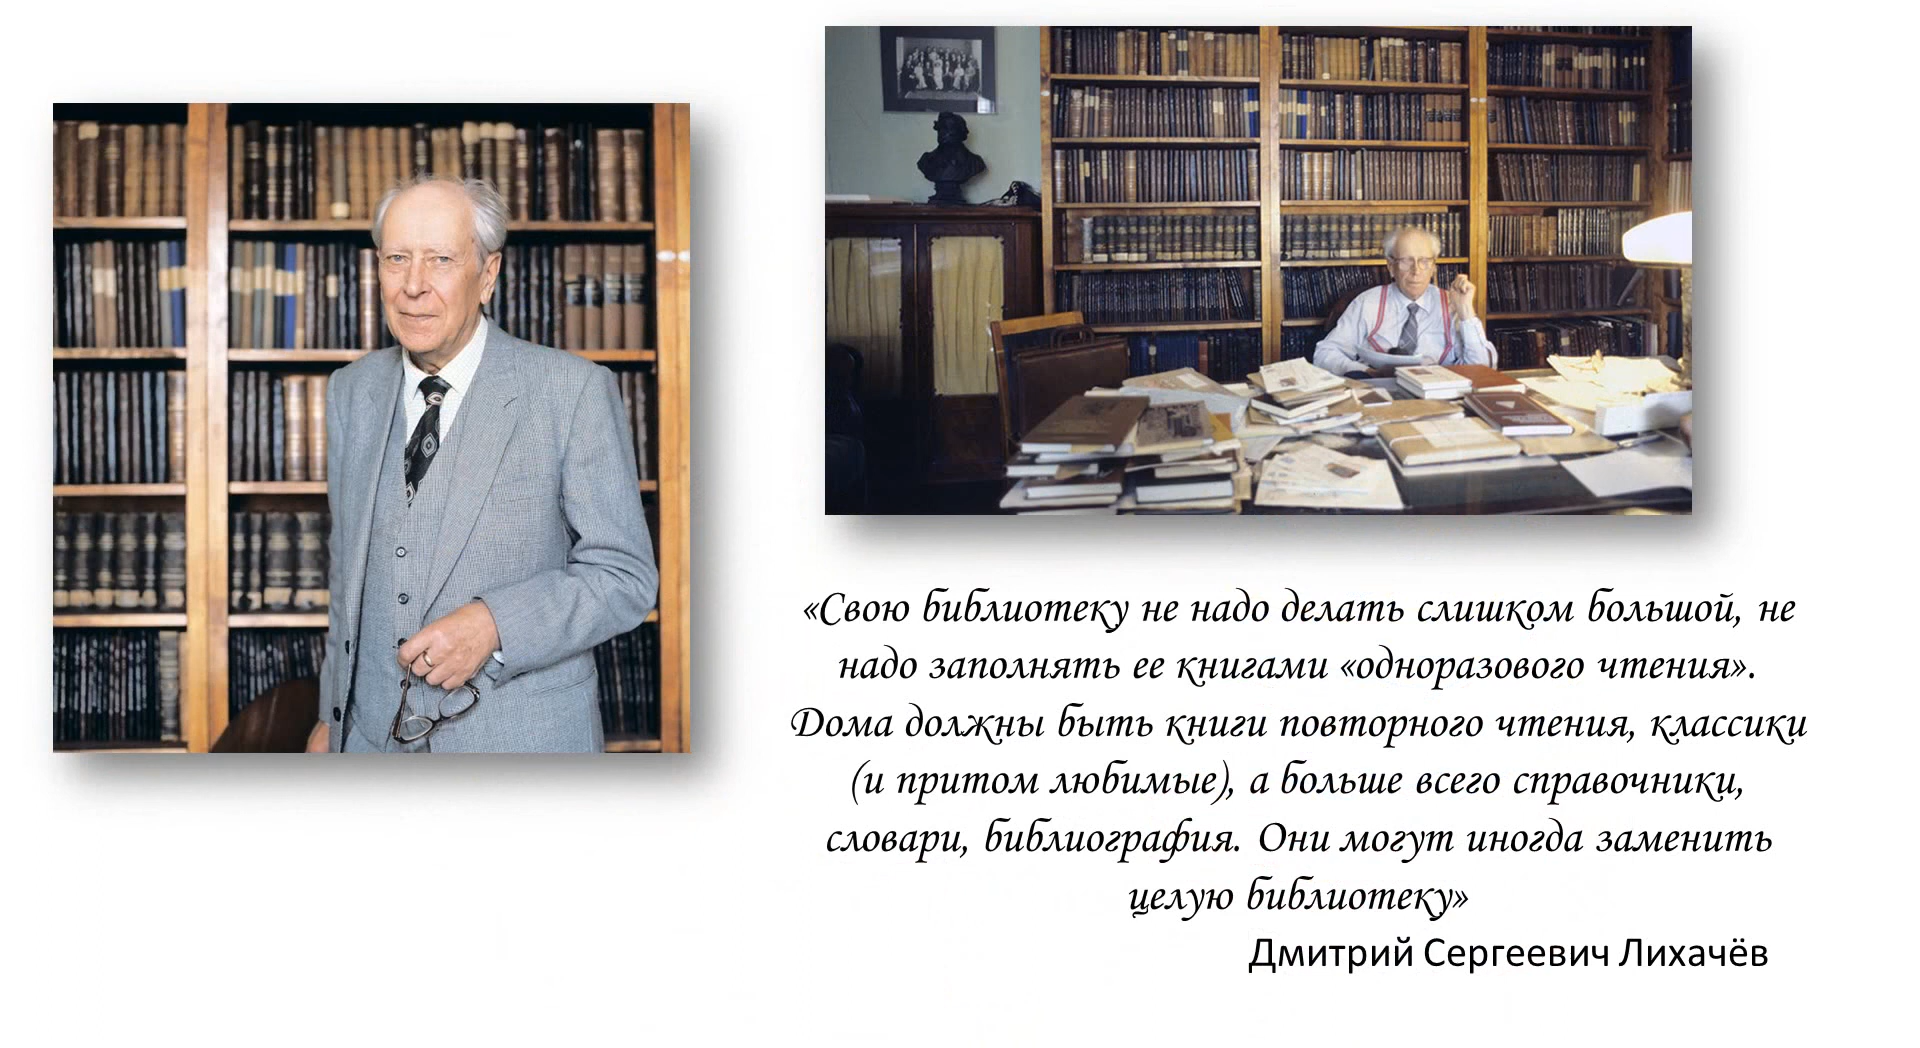 «Свою библиотеку не надо делать слишком большой, не
надо заполнять ее книгами «одноразового чтения».
Дома должны быть книги повторного чтения, классики
(и притом любимые), а больше всего справочники,
словари, библиография. Они могут иногда заменить
целую библиотеку»
Дмитрий Сергеевич Лихачёв